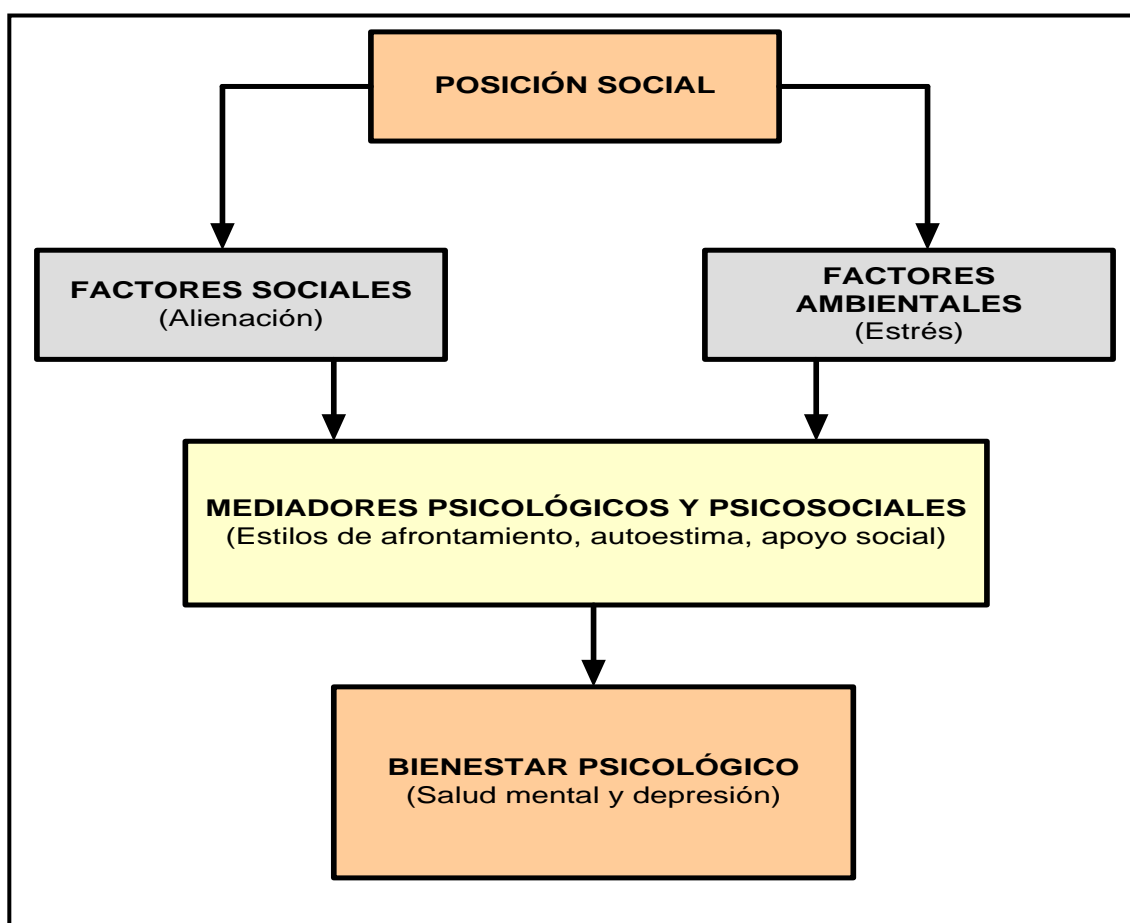 POSICIÓN SOCIAL
FACTORES SOCIALES
(Alienación)
FACTORES
AMBIENTALES
(Estrés)
MEDIADORES PSICOLÓGICOS Y PSICOSOCIALES
(Estilos de afrontamiento, autoestima, apoyo social)
BIENESTAR PSICOLÓGICO
(Salud mental y depresión)